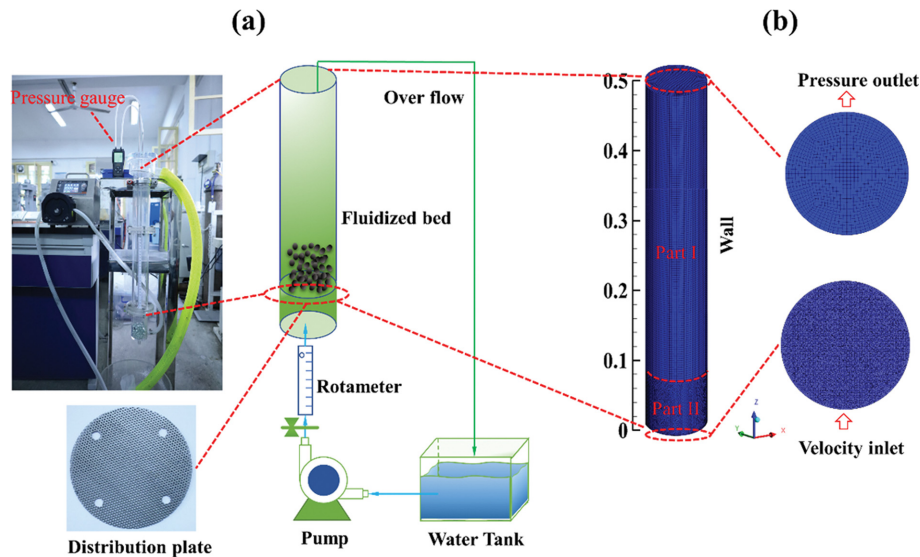 (a)
(b)
Pressure gauge
Over flow
Fluidized bed
Rotameter
Pump
Water Tank
Distribution plate
0.5
0.4
0.3
0.2
0.1
0
Part I
Part II
Wall
Z
Y
X
Pressure outlet
Velocity inlet